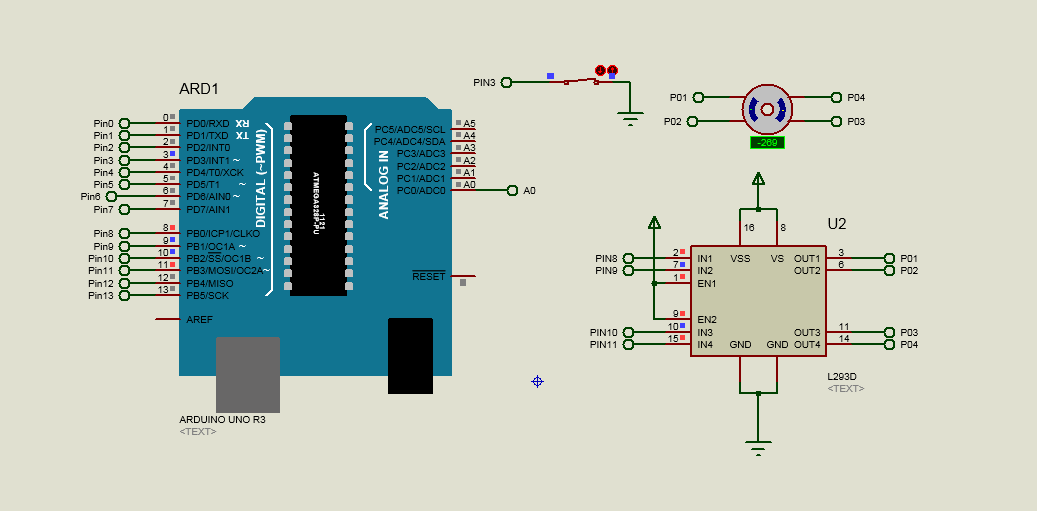 ARD1
ARDUINO UNO R3
<TEXT>
Pin0 0 PD0/RXD RX
Pin1 1 PD1/TXD TX
Pin2 2 PD2/INT0
Pin3 3 PD3/INT1 ~
Pin4 4 PD4/T0/XCK
Pin5 5 PD5/T1 ~
Pin6 6 PD6/AIN0 ~
Pin7 7 PD7/AIN1
Pin8 8 PB0/ICP1/CLKO
Pin9 9 PB1/OC1A ~
Pin10 10 PB2/SS/OC1B ~
Pin11 11 PB3/MOSI/OC2A ~
Pin12 12 PB4/MISO
Pin13 13 PB5/SCK
AREF
DIGITAL (~PWM)
ATMEGA328P-PU
1121
ANALOG IN
PC5/ADC5/SCL A5
PC4/ADC4/SDA A4
PC3/ADC3 A3
PC2/ADC2 A2
PC1/ADC1 A1
PC0/ADC0 A0 A0
RESET
PIN3
P01 P04
P02 P03
-269
U2
16 8
VSS VS
PIN8 2 IN1 OUT1 3 P01
PIN9 7 IN2 OUT2 6 P02
1 EN1
9 EN2
PIN10 10 IN3 OUT3 11 P03
PIN11 15 IN4 GND GND OUT4 14 P04
L293D
<TEXT>